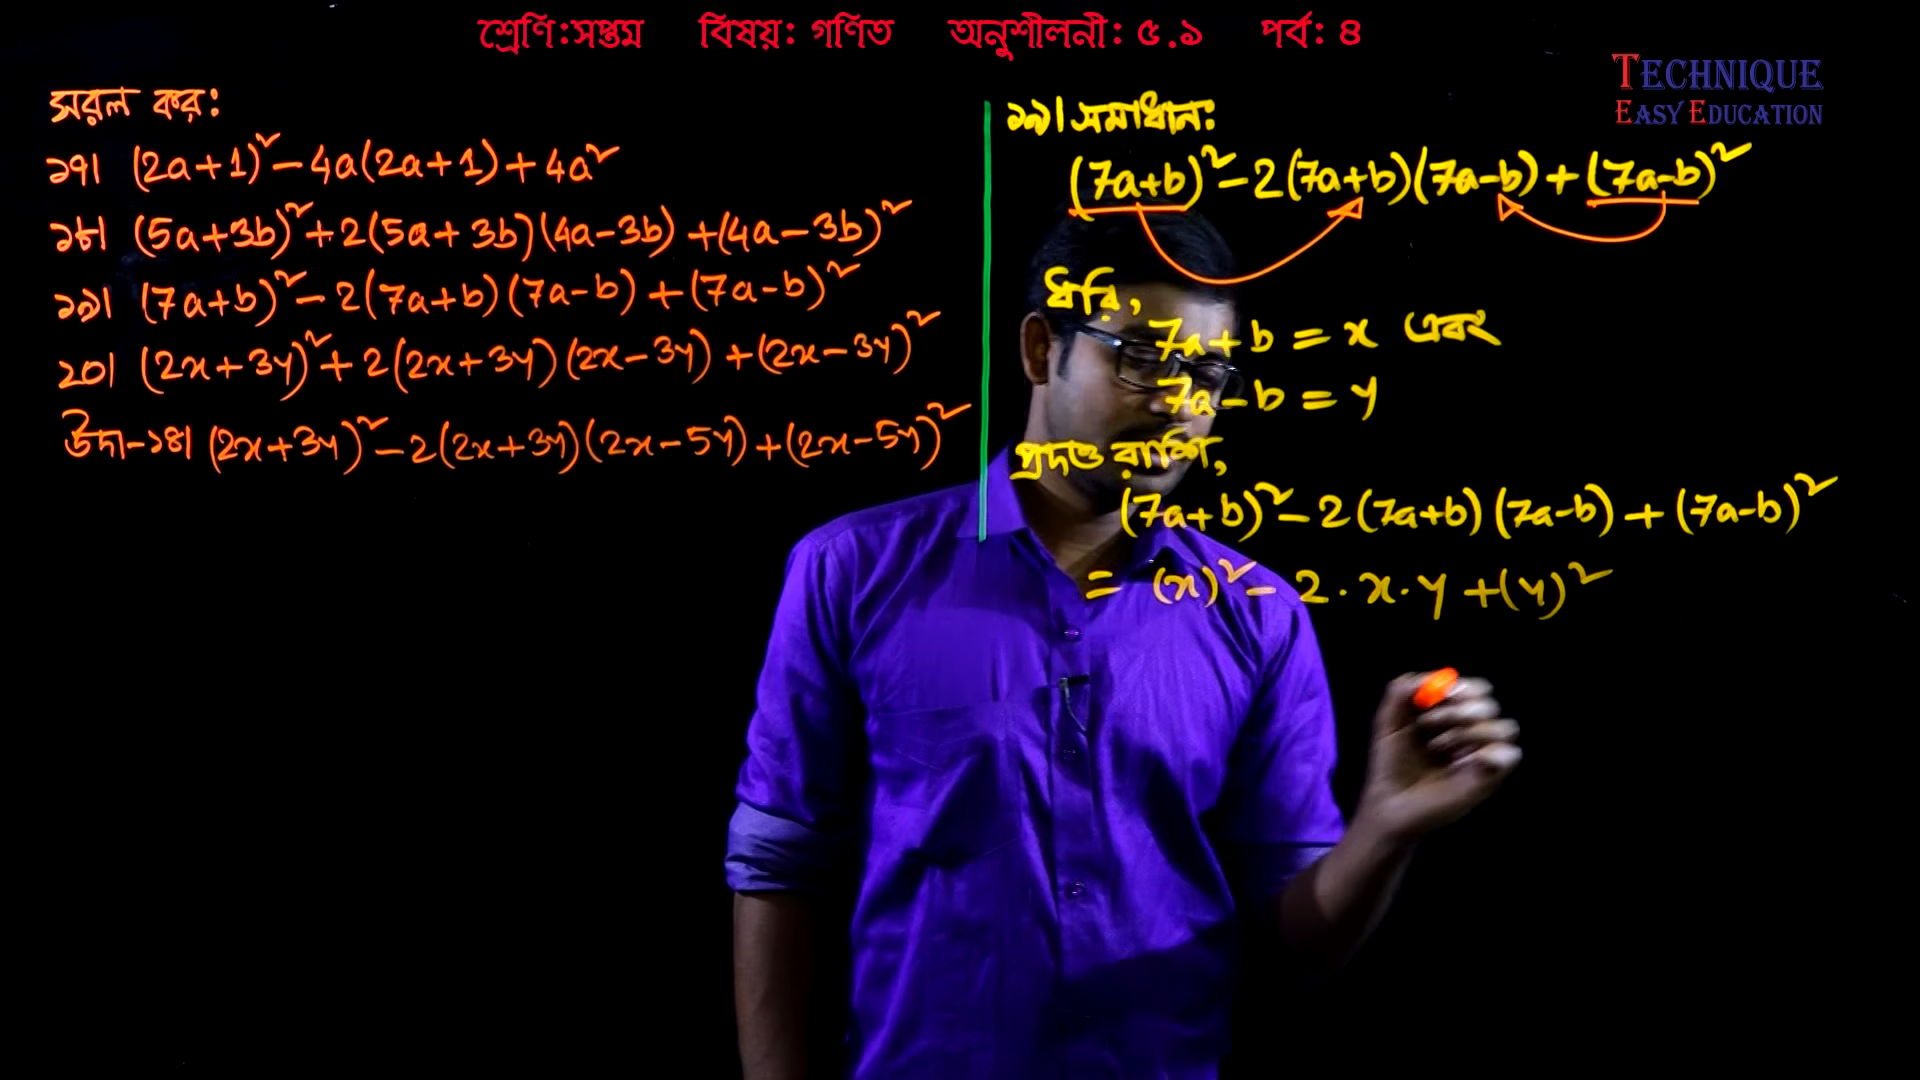 শ্রেণি:সপ্তম বিষয়: গণিত অনুশীলনী: ৫.১ পর্ব: ৪
TECHNIQUE
EASY EDUCATION
সরল কর:
১৭। (2a+1)² – 4a(2a+1) + 4a²
১৮। (5a+3b)² + 2(5a+3b)(4a–3b) + (4a–3b)²
১৯। (7a+b)² – 2(7a+b)(7a–b) + (7a–b)²
২০। (2x+3y)² + 2(2x+3y)(2x–3y) + (2x–3y)²
উদা–১৪। (2x+3y)² – 2(2x+3y)(2x–5y) + (2x–5y)²
১৯। সমাধান:
(7a+b)² – 2(7a+b)(7a–b) + (7a–b)²
ধরি,
7a+b = x এবং
7a–b = y
প্রদত্ত রাশি,
(7a+b)² – 2(7a+b)(7a–b) + (7a–b)²
= (x)² – 2·x·y + (y)²